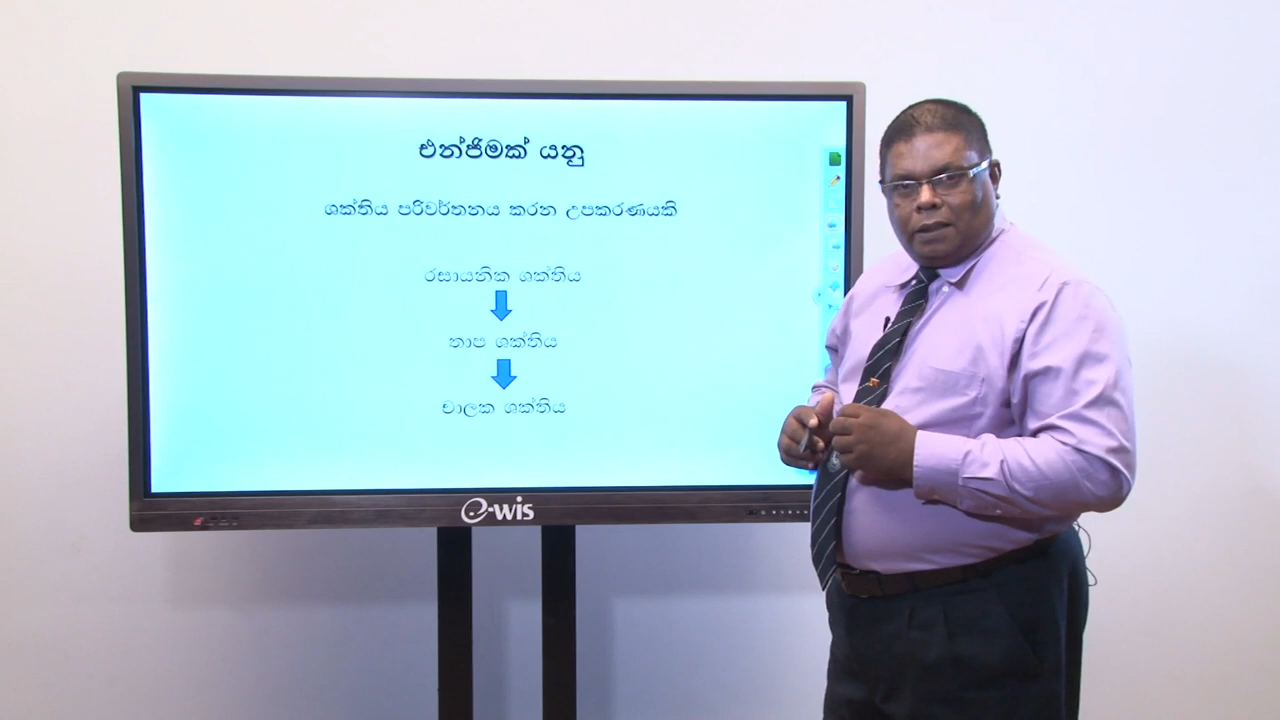 එන්ජිමක් යනු
ශක්තිය පරිවර්තනය කරන උපකරණයකි
රසායනික ශක්තිය
තාප ශක්තිය
චාලක ශක්තිය
e-wis